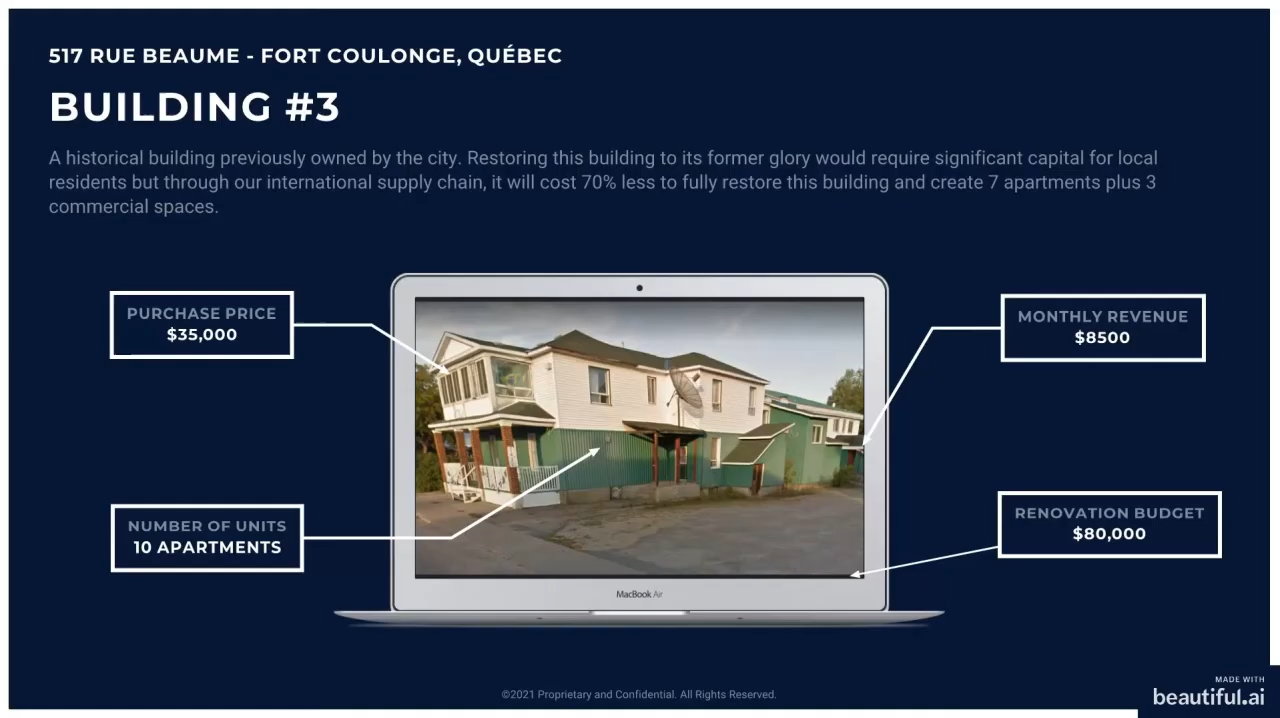 517 RUE BEAUME - FORT COULONGE, QUÉBEC
BUILDING #3
A historical building previously owned by the city. Restoring this building to its former glory would require significant capital for local
residents but through our international supply chain, it will cost 70% less to fully restore this building and create 7 apartments plus 3
commercial spaces.
PURCHASE PRICE
$35,000
MONTHLY REVENUE
$8500
NUMBER OF UNITS
10 APARTMENTS
RENOVATION BUDGET
$80,000
MacBook Air
©2021 Proprietary and Confidential. All Rights Reserved.
MADE WITH
beautiful.ai